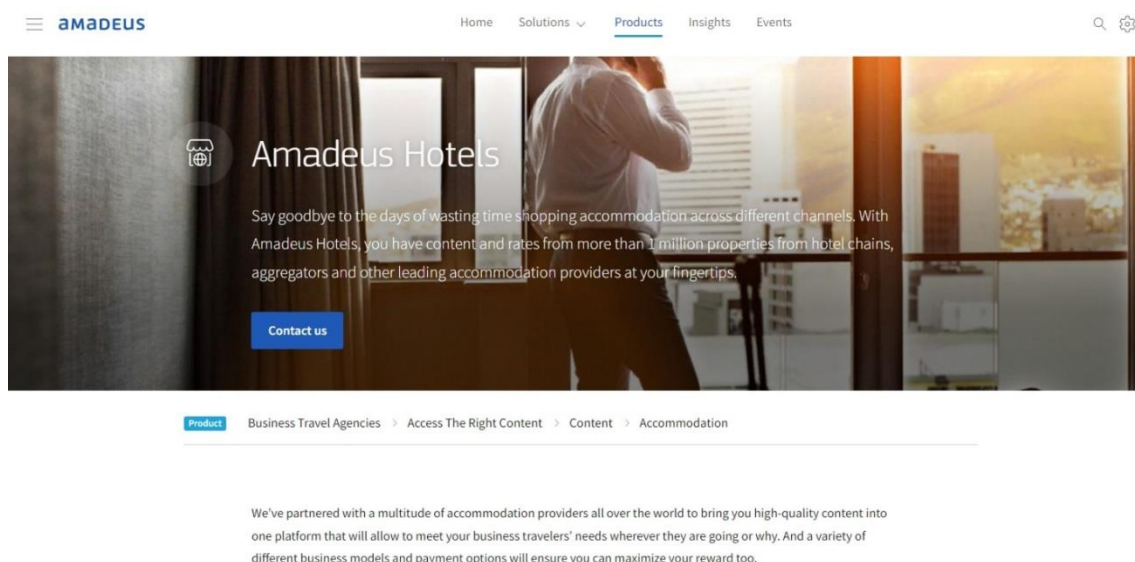 amadeus
Home Solutions Products Insights Events
Amadeus Hotels
Say goodbye to the days of wasting time shopping accommodation across different channels. With
Amadeus Hotels, you have content and rates from more than 1 million properties from hotel chains,
aggregators and other leading accommodation providers at your fingertips.
Contact us
Product Business Travel Agencies > Access The Right Content > Content > Accommodation
We've partnered with a multitude of accommodation providers all over the world to bring you high-quality content into
one platform that will allow to meet your business travelers' needs wherever they are going or why. And a variety of
different business models and payment options will ensure you can maximize your reward too.